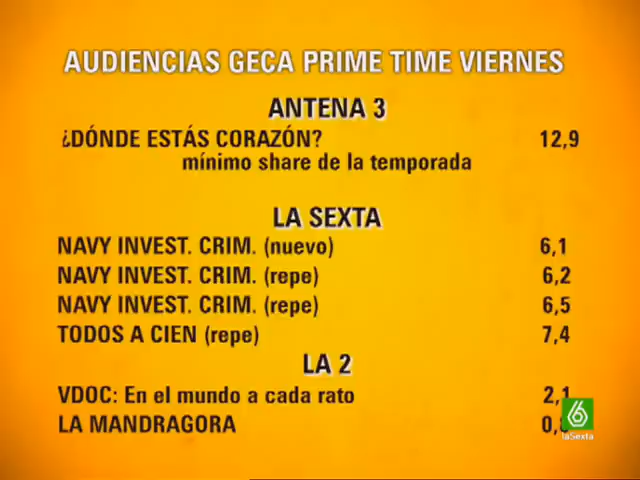 AUDIENCIAS GECA PRIME TIME VIERNES
ANTENA 3
¿DÓNDE ESTÁS CORAZÓN? 12,9
mínimo share de la temporada
LA SEXTA
NAVY INVEST. CRIM. (nuevo) 6,1
NAVY INVEST. CRIM. (repe) 6,2
NAVY INVEST. CRIM. (repe) 6,5
TODOS A CIEN (repe) 7,4
LA 2
VDOC: En el mundo a cada rato 2,1
LA MANDRAGORA
6
laSexta